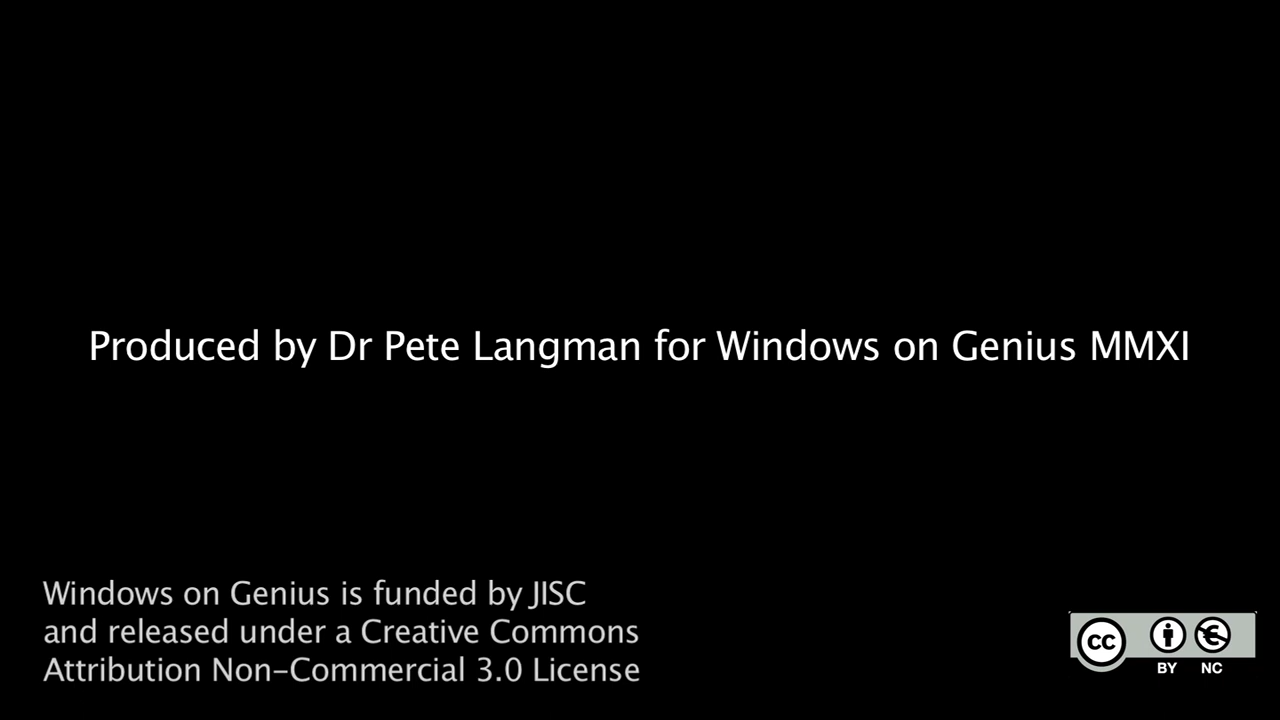 Produced by Dr Pete Langman for Windows on Genius MMXI
Windows on Genius is funded by JISC
and released under a Creative Commons
Attribution Non-Commercial 3.0 License
cc
BY NC